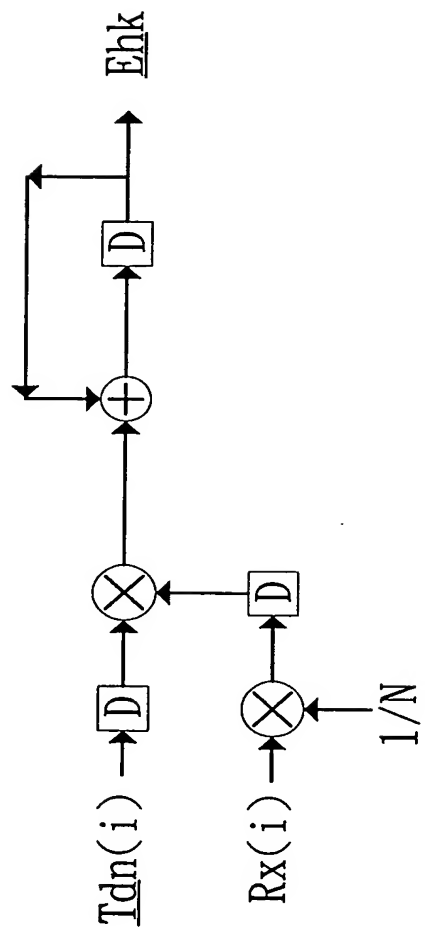 Tdn(i)
D
D
Ehk
Rx(i)
D
1/N